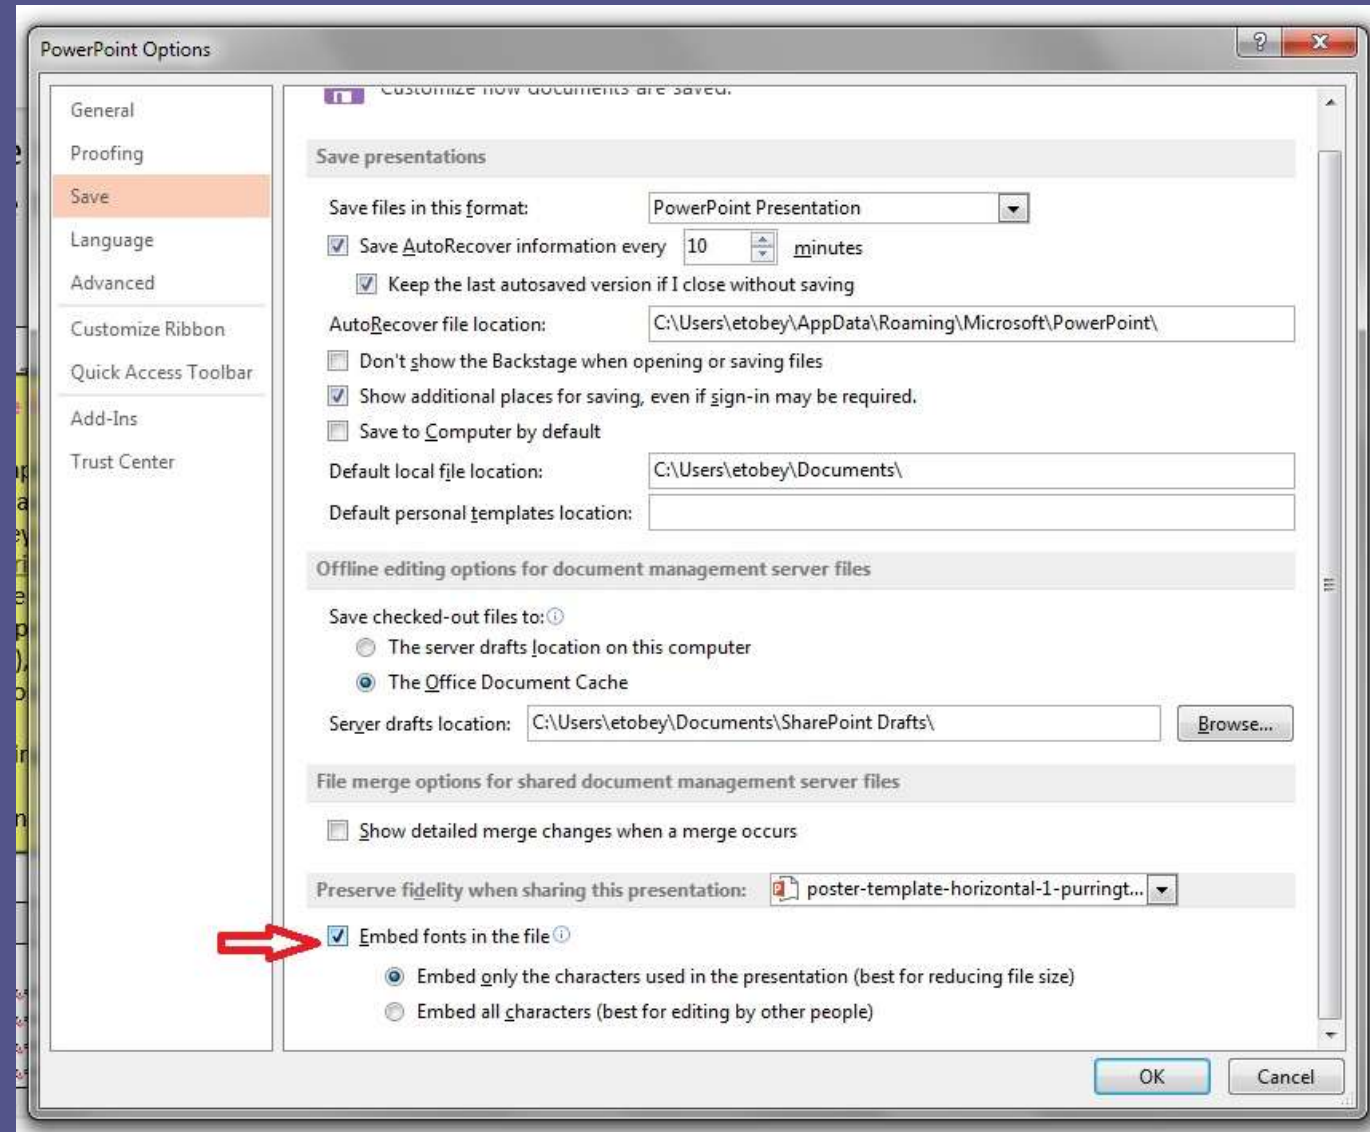 PowerPoint Options
General
Proofing
Save
Language
Advanced
Customize Ribbon
Quick Access Toolbar
Add-Ins
Trust Center
Customize how documents are saved.
Save presentations
Save files in this format: PowerPoint Presentation
Save AutoRecover information every 10 minutes
Keep the last autosaved version if I close without saving
AutoRecover file location: C:\Users\etobey\AppData\Roaming\Microsoft\PowerPoint\
Don't show the Backstage when opening or saving files
Show additional places for saving, even if sign-in may be required.
Save to Computer by default
Default local file location: C:\Users\etobey\Documents\
Default personal templates location:
Offline editing options for document management server files
Save checked-out files to:
The server drafts location on this computer
The Office Document Cache
Server drafts location: C:\Users\etobey\Documents\SharePoint Drafts\ Browse...
File merge options for shared document management server files
Show detailed merge changes when a merge occurs
Preserve fidelity when sharing this presentation: poster-template-horizontal-1-purringt...
Embed fonts in the file
Embed only the characters used in the presentation (best for reducing file size)
Embed all characters (best for editing by other people)
OK Cancel